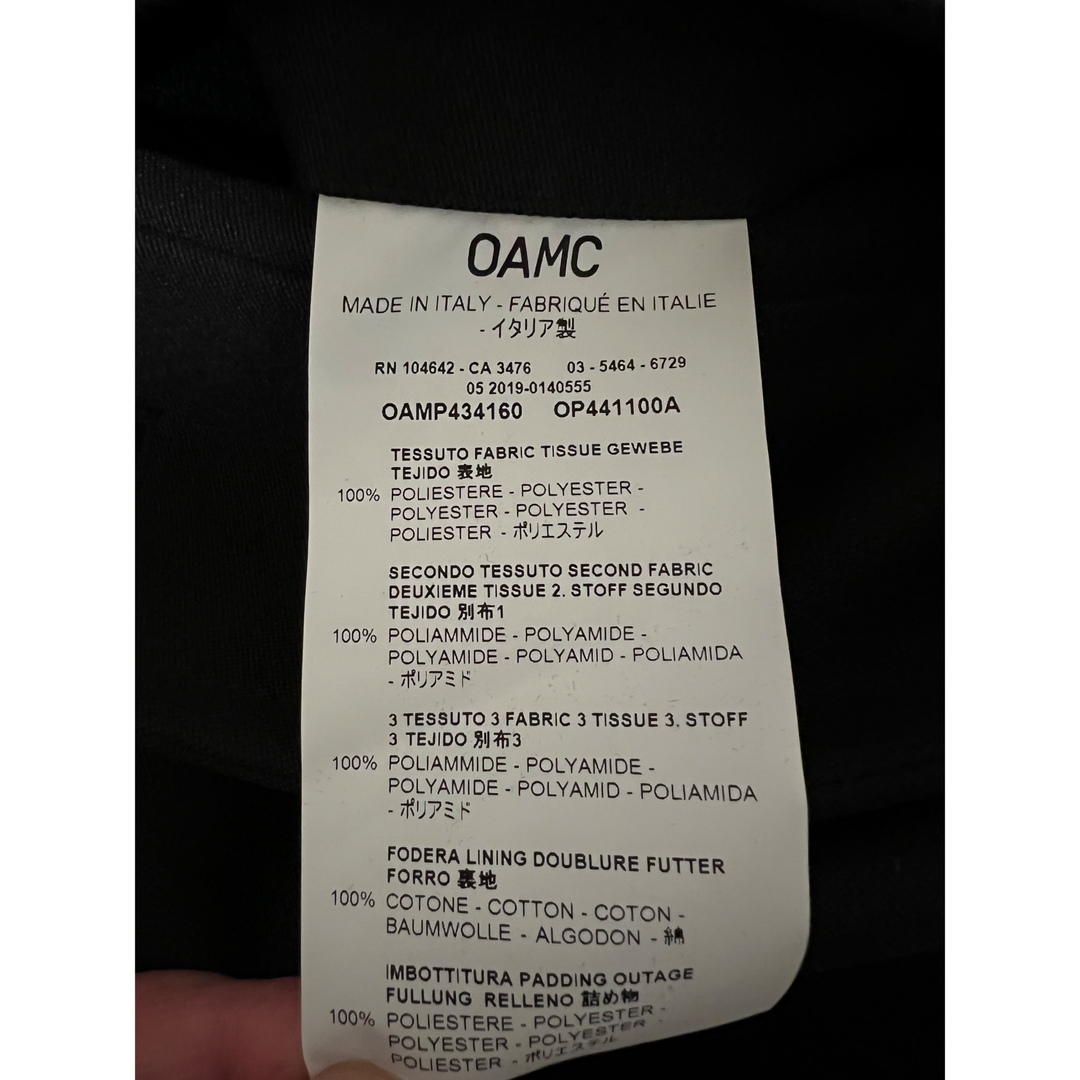 OAMC
MADE IN ITALY - FABRIQUÉ EN ITALIE
- イタリア製
RN 104642 - CA 3476 03 - 5464 - 6729
05 2019-0140555
OAMP434160 OP441100A
TESSUTO FABRIC TISSUE GEWEBE
TEJIDO 表地
100% POLIESTERE - POLYESTER -
POLYESTER - POLYESTER -
POLIESTER - ポリエステル
SECONDO TESSUTO SECOND FABRIC
DEUXIEME TISSUE 2. STOFF SEGUNDO
TEJIDO 別布1
100% POLIAMMIDE - POLYAMIDE -
POLYAMIDE - POLYAMID - POLIAMIDA
- ポリアミド
3 TESSUTO 3 FABRIC 3 TISSUE 3. STOFF
3 TEJIDO 別布3
100% POLIAMMIDE - POLYAMIDE -
POLYAMIDE - POLYAMID - POLIAMIDA
- ポリアミド
FODERA LINING DOUBLURE FUTTER
FORRO 裏地
100% COTONE - COTTON - COTON -
BAUMWOLLE - ALGODON - 綿
IMBOTTITURA PADDING OUTAGE
FULLUNG RELLENO 詰め物
100% POLIESTERE - POLYESTER -
POLYESTER - POLYESTER -
POLIESTER - ポリエステル